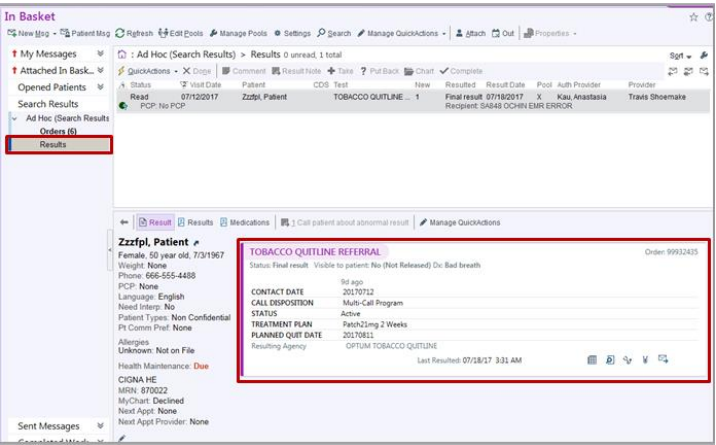 In Basket
New Msg Patient Msg Refresh Edit Pools Manage Pools Settings Search Manage QuickActions Attach Out Properties
My Messages
Attached In Bask...
Opened Patients
Search Results
Ad Hoc (Search Results
Orders (6)
Results
Sent Messages
: Ad Hoc (Search Results) > Results 0 unread, 1 total
Sort
QuickActions Done Comment Result Note Take Put Back Chart Complete
Status Visit Date Patient CDS Test New Resulted Result Date Pool Auth Provider Provider
Read 07/12/2017 Zzzfpl, Patient TOBACCO QUITLINE ... 1 Final result 07/18/2017 X Kau, Anastasia Travis Shoemake
PCP: No PCP Recipient: SA848 OCHIN EMR ERROR
Result Results Medications 1 Call patient about abnormal result Manage QuickActions
Zzzfpl, Patient
Female, 50 year old, 7/3/1967
Weight: None
Phone: 666-555-4488
PCP: None
Language: English
Need Interp: No
Patient Types: Non Confidential
Pt Comm Pref: None
Allergies
Unknown: Not on File
Health Maintenance: Due
CIGNA HE
MRN: 870022
MyChart: Declined
Next Appt: None
Next Appt Provider: None
TOBACCO QUITLINE REFERRAL Order: 99932435
Status: Final result Visible to patient: No (Not Released) Dx: Bad breath
9d ago
CONTACT DATE 20170712
CALL DISPOSITION Multi-Call Program
STATUS Active
TREATMENT PLAN Patch21mg 2 Weeks
PLANNED QUIT DATE 20170811
Resulting Agency OPTUM TOBACCO QUITLINE
Last Resulted: 07/18/17 3:31 AM